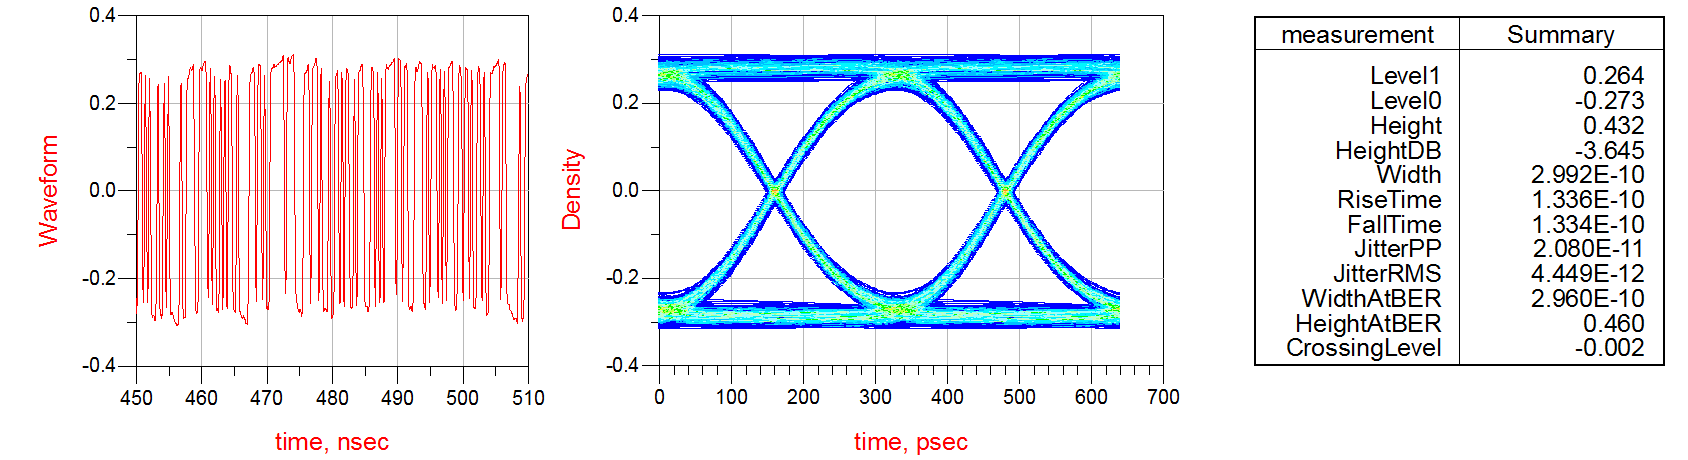 0.4
0.2
0.0
-0.2
-0.4
Waveform
450 460 470 480 490 500 510
time, nsec
0.4
0.2
0.0
-0.2
-0.4
Density
0 100 200 300 400 500 600 700
time, psec
measurement Summary
Level1 0.264
Level0 -0.273
Height 0.432
HeightDB -3.645
Width 2.992E-10
RiseTime 1.336E-10
FallTime 1.334E-10
JitterPP 2.080E-11
JitterRMS 4.449E-12
WidthAtBER 2.960E-10
HeightAtBER 0.460
CrossingLevel -0.002